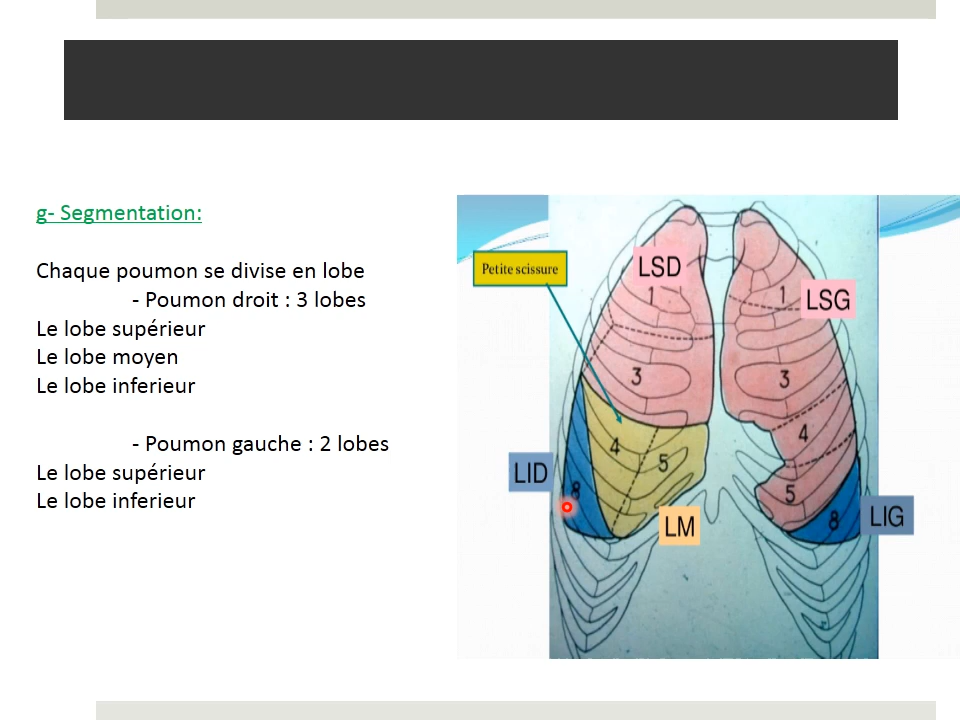 g- Segmentation:
Chaque poumon se divise en lobe
- Poumon droit : 3 lobes
Le lobe supérieur
Le lobe moyen
Le lobe inferieur
- Poumon gauche : 2 lobes
Le lobe supérieur
Le lobe inferieur
Petite scissure
LSD
LSG
1
1
3
3
4
5
4
5
8
8
LID
LM
LIG